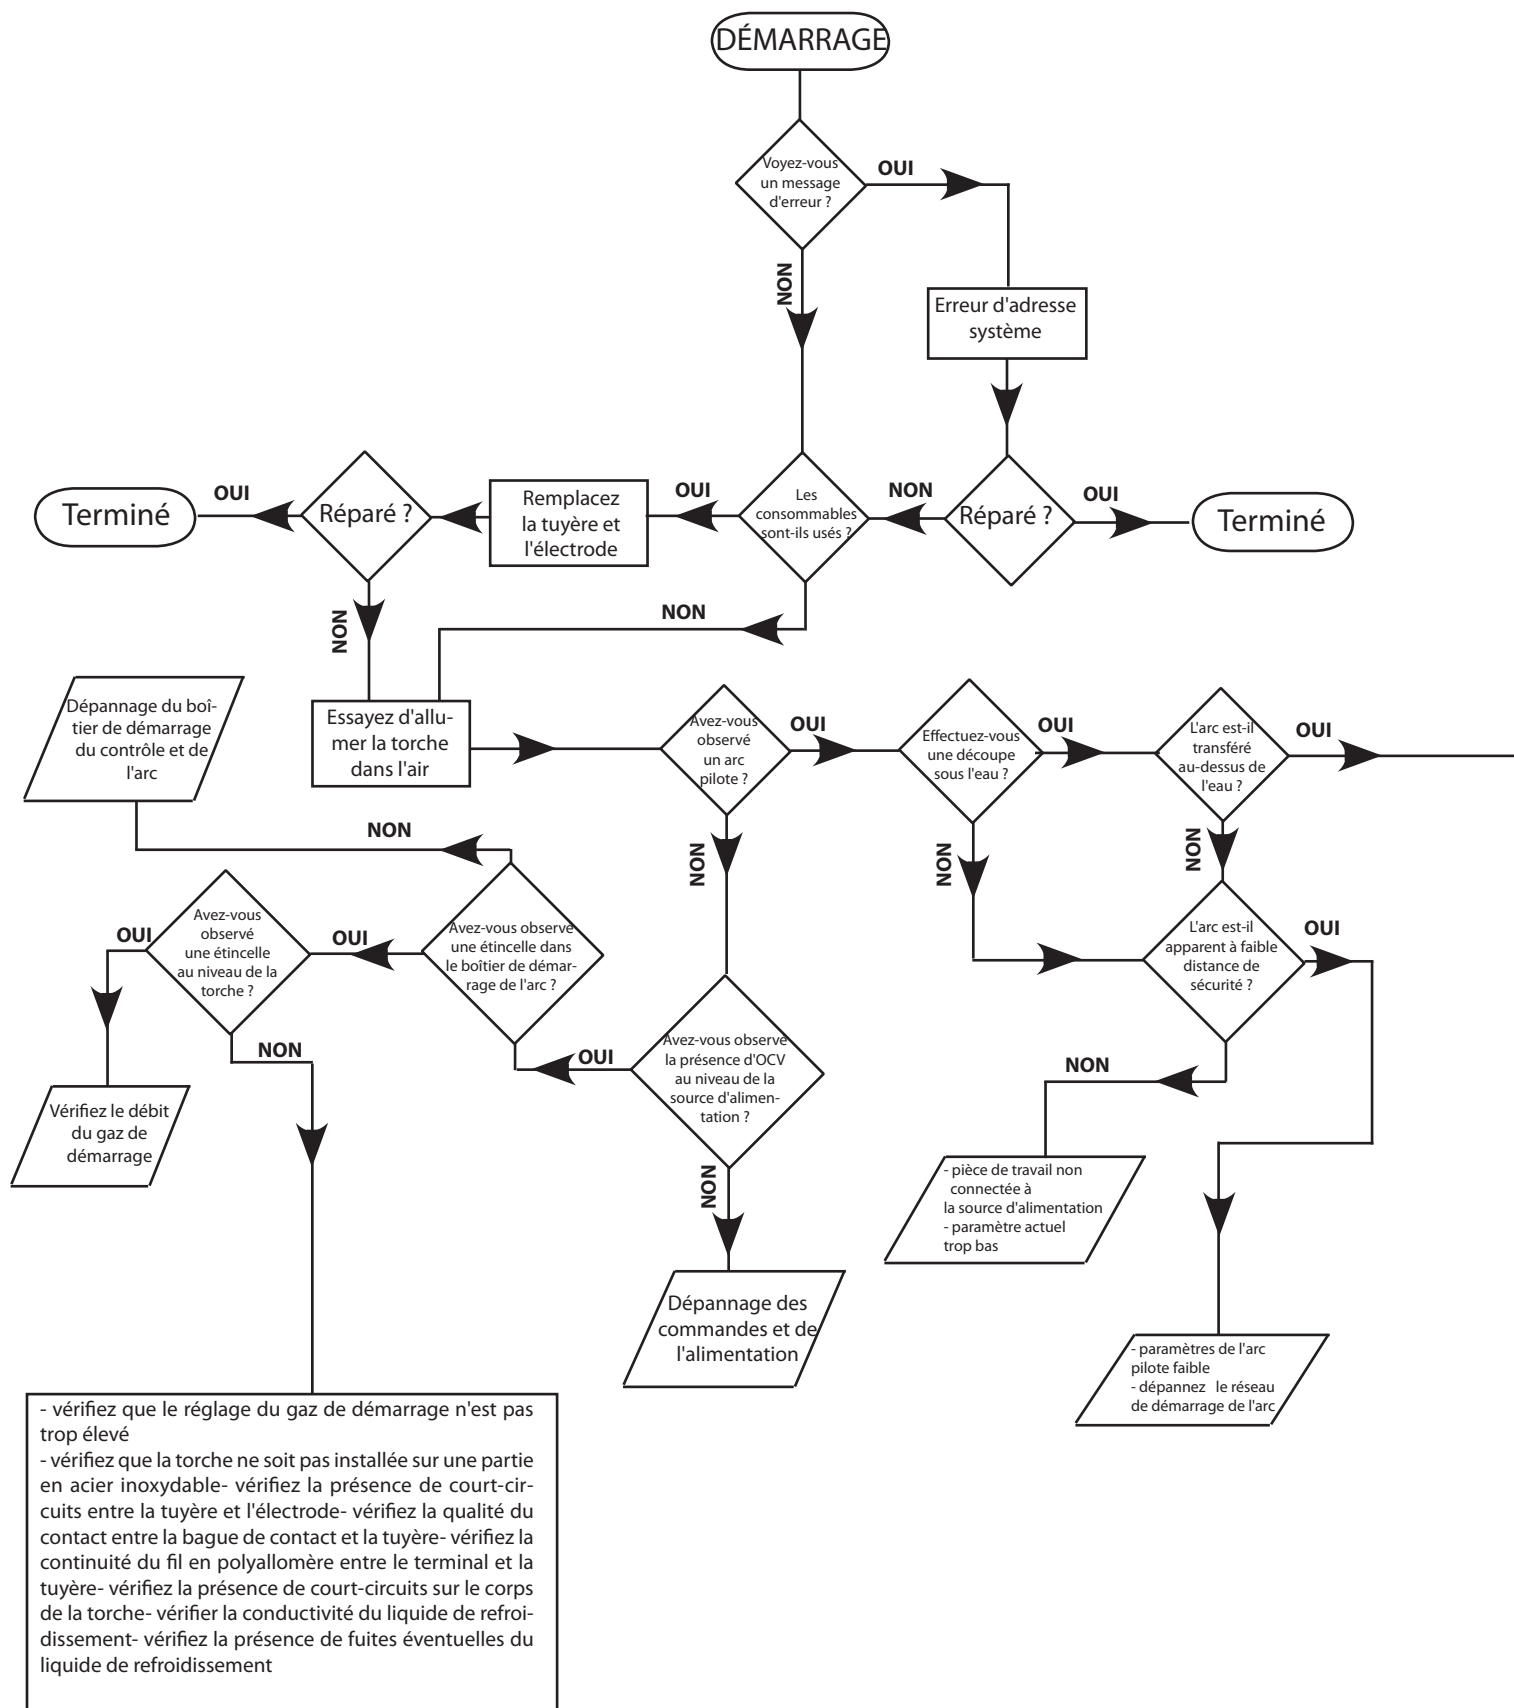 DÉMARRAGE
Voyez-vous
un message
d'erreur ?
OUI
NON
Erreur d'adresse
système
Terminé
OUI
Réparé ?
Remplacez
la tuyère et
l'électrode
OUI
Les
consommables
sont-ils usés ?
NON
Réparé ?
OUI
Terminé
NON
NON
Dépannage du boî-
tier de démarrage
du contrôle et de
l'arc
Essayez d'allu-
mer la torche
dans l'air
Avez-vous
observé
un arc
pilote ?
OUI
Effectuez-vous
une découpe
sous l'eau ?
OUI
L'arc est-il
transféré
au-dessus de
l'eau ?
OUI
NON
NON
NON
NON
Avez-vous
observé
une étincelle
au niveau de la
torche ?
OUI
OUI
Avez-vous observé
une étincelle dans
le boîtier de démar-
rage de l'arc ?
L'arc est-il
apparent à faible
distance de
sécurité ?
OUI
NON
OUI
Avez-vous observé
la présence d'OCV
au niveau de la
source d'alimen-
tation ?
NON
Vérifiez le débit
du gaz de
démarrage
NON
- pièce de travail non
connectée à
la source d'alimentation
- paramètre actuel
trop bas
Dépannage des
commandes et de
l'alimentation
- paramètres de l'arc
pilote faible
- dépannez le réseau
de démarrage de l'arc
- vérifiez que le réglage du gaz de démarrage n'est pas
trop élevé
- vérifiez que la torche ne soit pas installée sur une partie
en acier inoxydable- vérifiez la présence de court-cir-
cuits entre la tuyère et l'électrode- vérifiez la qualité du
contact entre la bague de contact et la tuyère- vérifiez la
continuité du fil en polyallomère entre le terminal et la
tuyère- vérifiez la présence de court-circuits sur le corps
de la torche- vérifier la conductivité du liquide de refroi-
dissement- vérifiez la présence de fuites éventuelles du
liquide de refroidissement